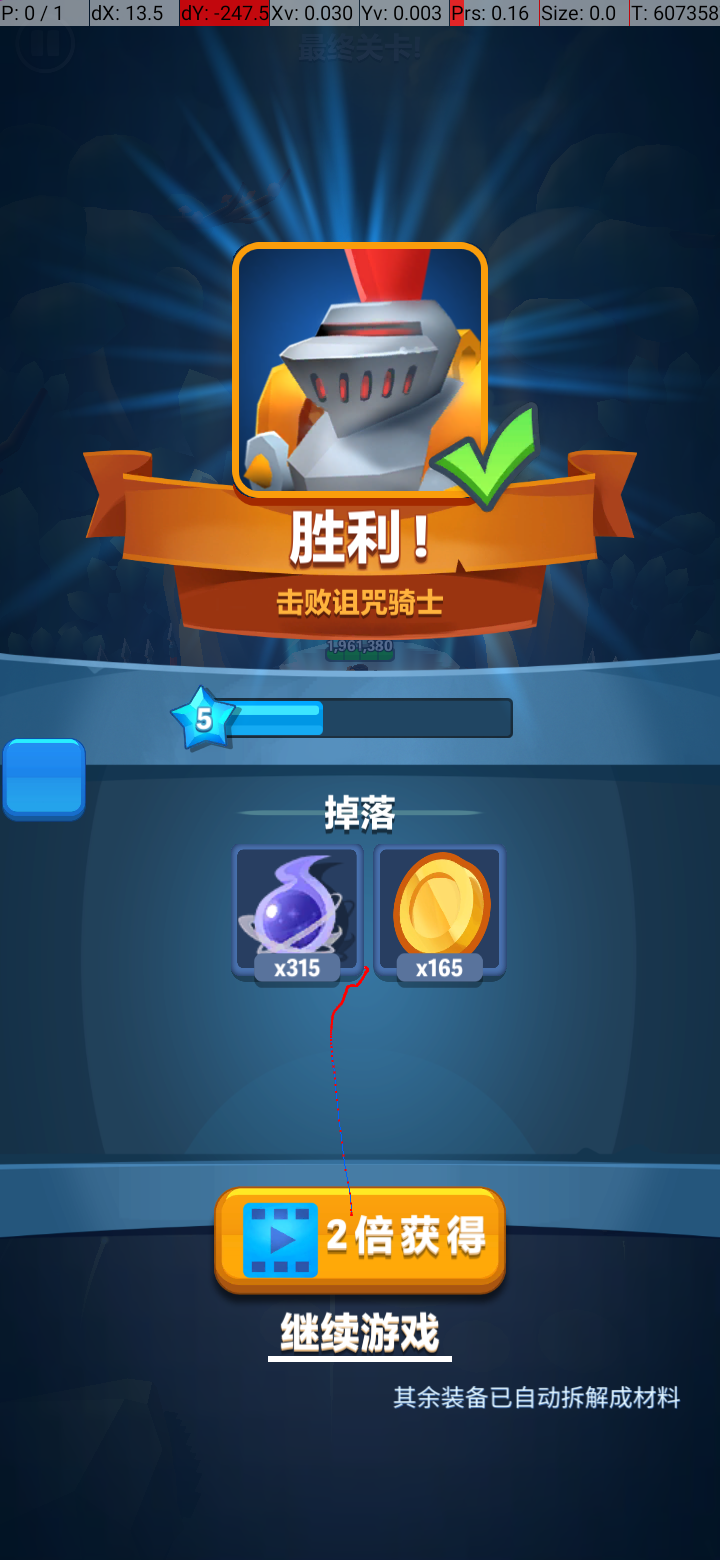 P: 0 / 1 dX: 13.5 dY: -247.5 Xv: 0.030 Yv: 0.003 Prs: 0.16 Size: 0.0 T: 607358
最终关卡!
胜利!
击败诅咒骑士
1,961,380
5
掉落
x315 x165
2倍获得
继续游戏
其余装备已自动拆解成材料